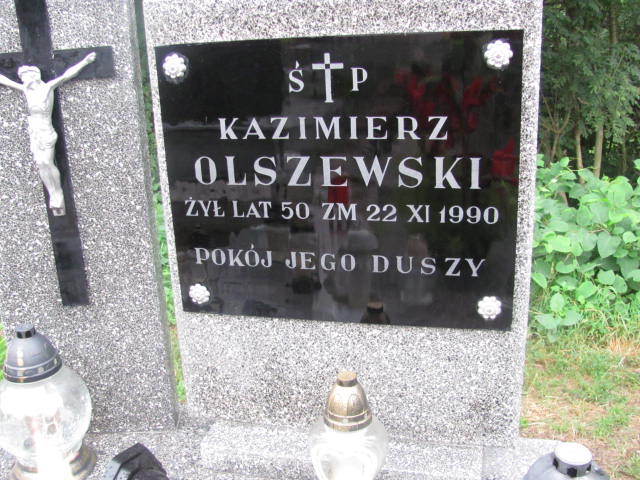 Ś P
KAZIMIERZ
OLSZEWSKI
ŻYŁ LAT 50 ZM 22 XI 1990
POKÓJ JEGO DUSZY